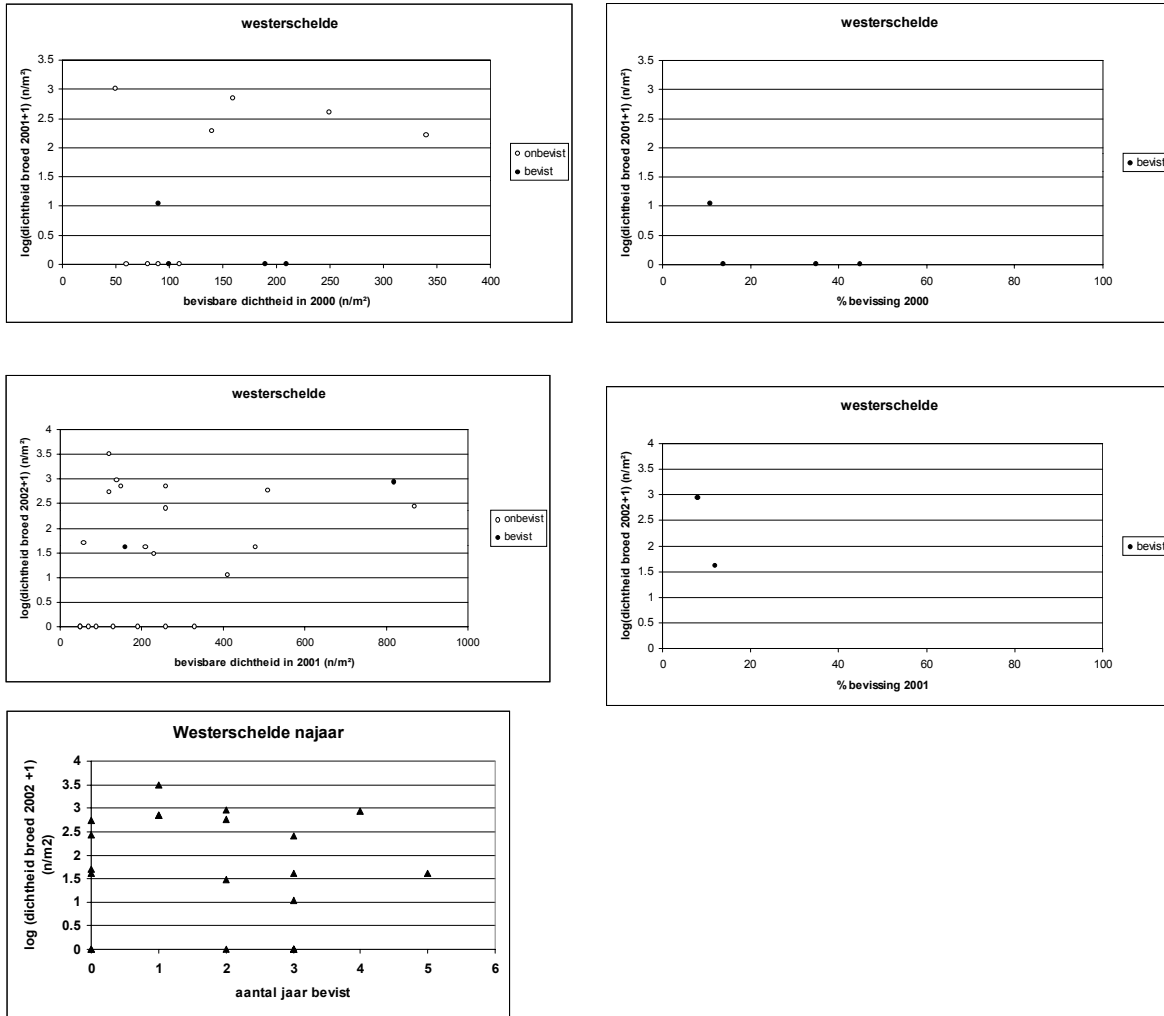 westerschelde
log(dichtheid broed 2001+1) (n/m²)
3.5
3
2.5
2
1.5
1
0.5
0
0 50 100 150 200 250 300 350 400
bevisbare dichtheid in 2000 (n/m²)
onbevist
bevist
westerschelde
log(dichtheid broed 2001+1) (n/m²)
3.5
3
2.5
2
1.5
1
0.5
0
0 20 40 60 80 100
% bevissing 2000
bevist
westerschelde
log(dichtheid broed 2002+1) (n/m²)
4
3.5
3
2.5
2
1.5
1
0.5
0
0 200 400 600 800 1000
bevisbare dichtheid in 2001 (n/m²)
onbevist
bevist
westerschelde
log(dichtheid broed 2002+1) (n/m²)
4
3.5
3
2.5
2
1.5
1
0.5
0
0 20 40 60 80 100
% bevissing 2001
bevist
Westerschelde najaar
log (dichtheid broed 2002 +1)
(n/m2)
4
3.5
3
2.5
2
1.5
1
0.5
0
0 1 2 3 4 5 6
aantal jaar bevist